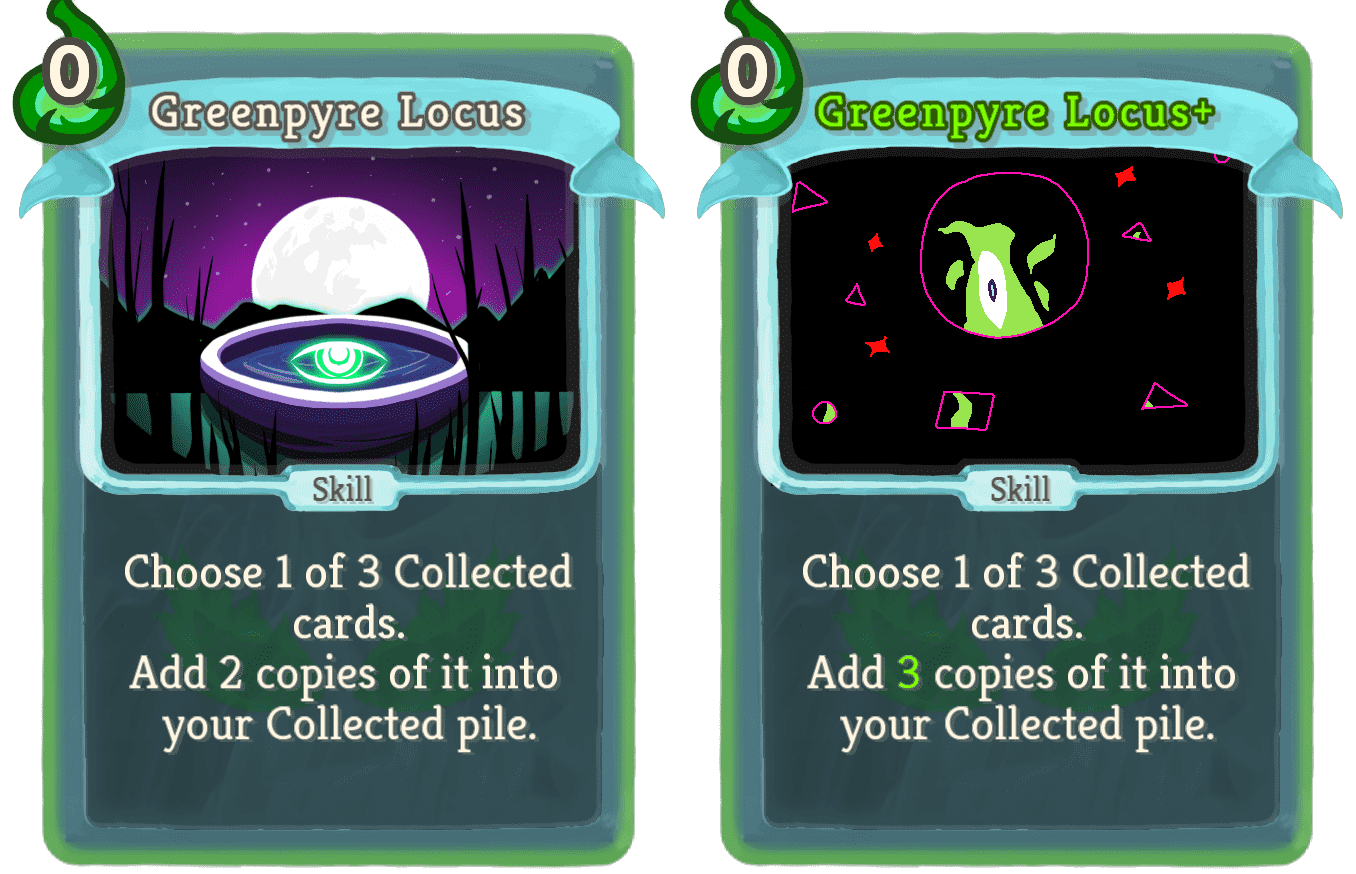 0
Greenpyre Locus
Skill
Choose 1 of 3 Collected
cards.
Add 2 copies of it into
your Collected pile.
0
Greenpyre Locus+
Skill
Choose 1 of 3 Collected
cards.
Add 3 copies of it into
your Collected pile.